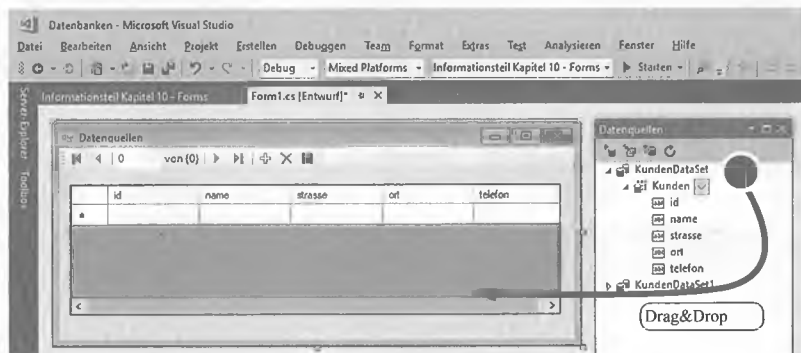 Datenbanken - Microsoft Visual Studio
Datei Bearbeiten Ansicht Projekt Erstellen Debuggen Team Format Extras Test Analysieren Fenster Hilfe
Debug Mixed Platforms Informationsteil Kapitel 10 - Forms Starten
Informationsteil Kapitel 10 - Forms Form1.cs [Entwurf]*
Server-Explorer Toolbox
Datenquellen
0 von {0}
id name strasse ort telefon
Datenquellen
KundenDataSet
Kunden
id
name
strasse
ort
telefon
KundenDataSet1
Drag&Drop